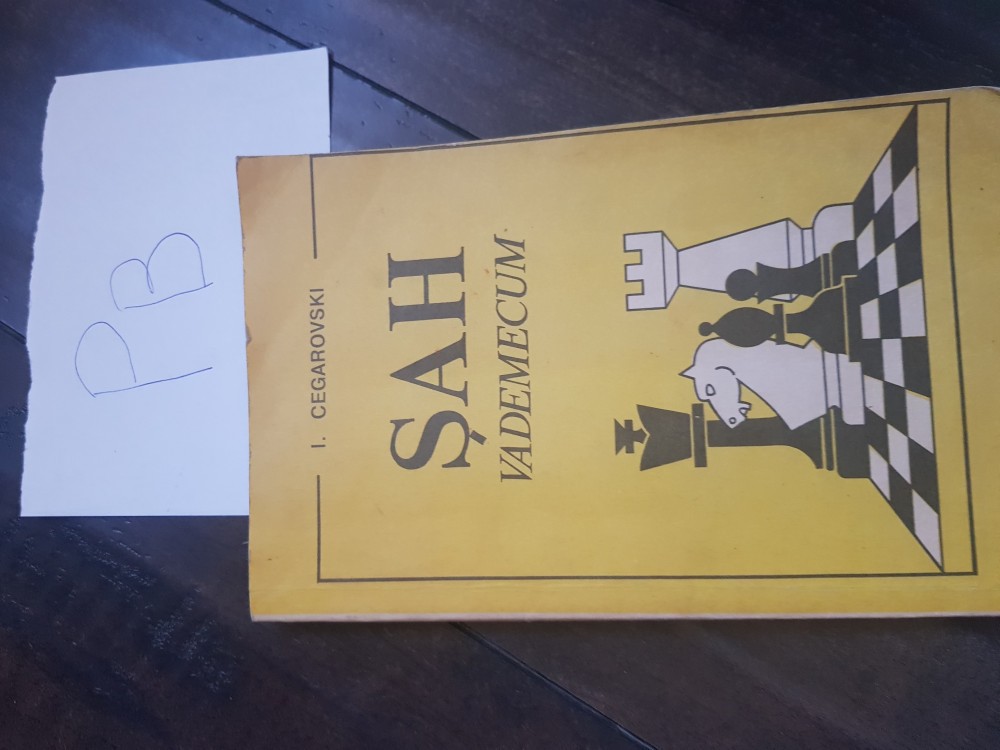 PB
I. CEGAROVSKI
ȘAH
VADEMECUM